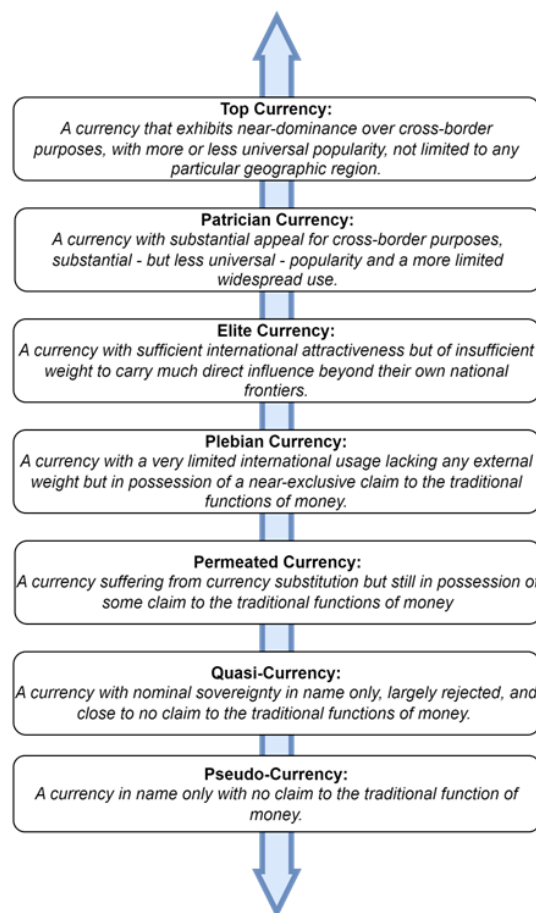 Top Currency:
A currency that exhibits near-dominance over cross-border
purposes, with more or less universal popularity, not limited to any
particular geographic region.
Patrician Currency:
A currency with substantial appeal for cross-border purposes,
substantial - but less universal - popularity and a more limited
widespread use.
Elite Currency:
A currency with sufficient international attractiveness but of insufficient
weight to carry much direct influence beyond their own national
frontiers.
Plebian Currency:
A currency with a very limited international usage lacking any external
weight but in possession of a near-exclusive claim to the traditional
functions of money.
Permeated Currency:
A currency suffering from currency substitution but still in possession of
some claim to the traditional functions of money
Quasi-Currency:
A currency with nominal sovereignty in name only, largely rejected, and
close to no claim to the traditional functions of money.
Pseudo-Currency:
A currency in name only with no claim to the traditional function of
money.